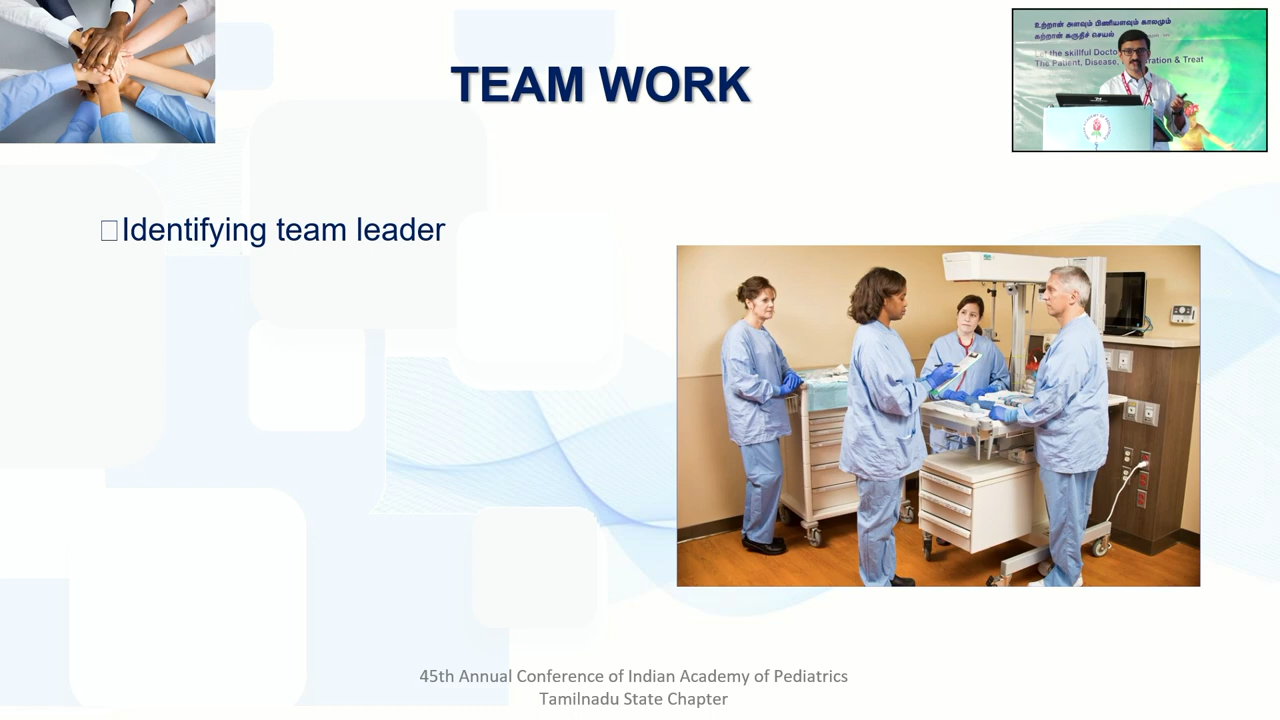 TEAM WORK
உற்றான் அளவும் பிணியளவும் காலமும்
கற்றான் கருதிச் செயல்
Let the skillful Docto
The Patient, Disease,
ration & Treat
Identifying team leader
45th Annual Conference of Indian Academy of Pediatrics
Tamilnadu State Chapter